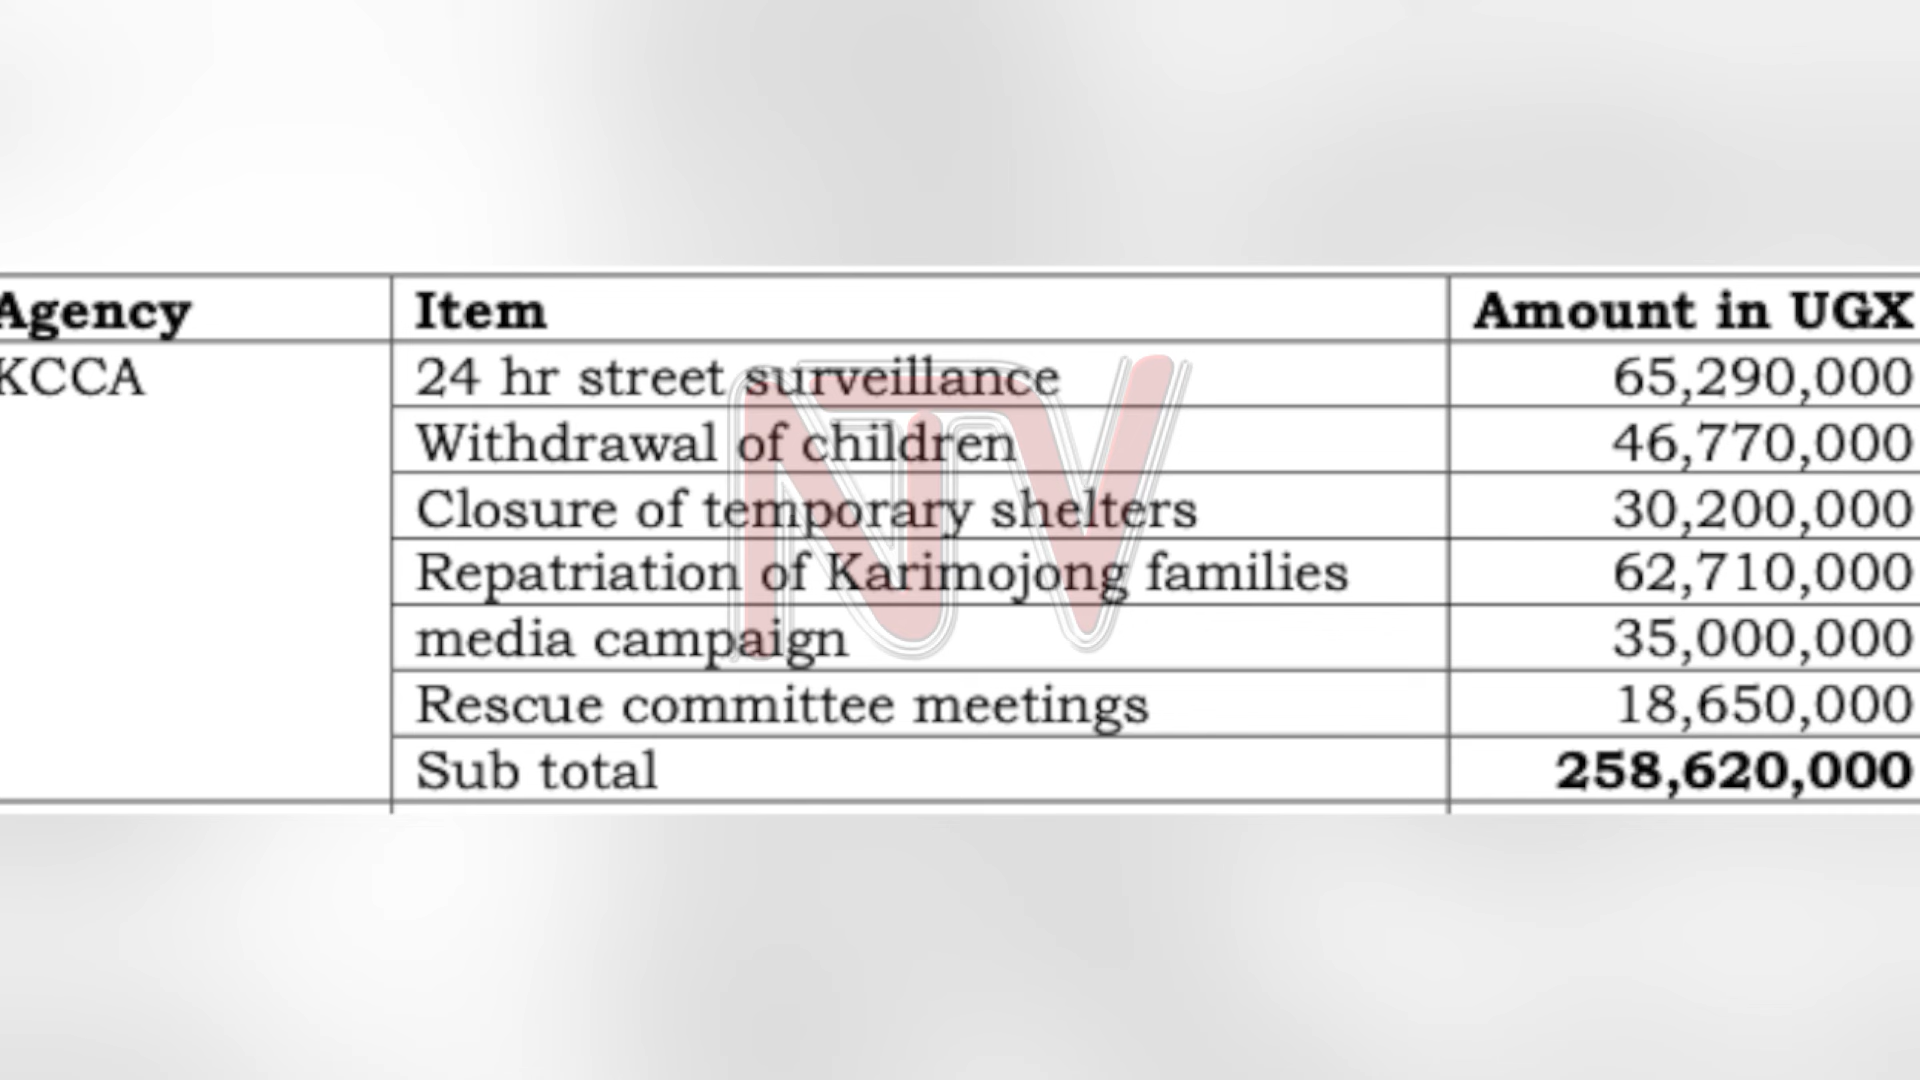 Agency Item Amount in UGX
KCCA 24 hr street surveillance 65,290,000
Withdrawal of children 46,770,000
Closure of temporary shelters 30,200,000
Repatriation of Karimojong families 62,710,000
media campaign 35,000,000
Rescue committee meetings 18,650,000
Sub total 258,620,000
NTV